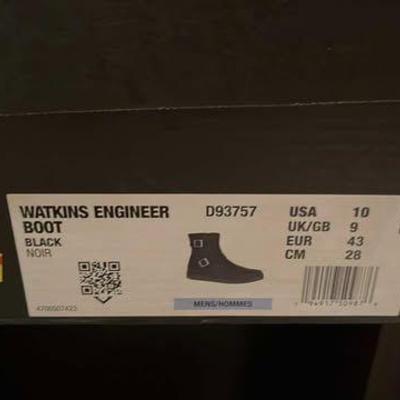 WATKINS ENGINEER
BOOT
BLACK
NOIR
D93757
USA 10
UK/GB 9
EUR 43
CM 28
MENS/HOMMES